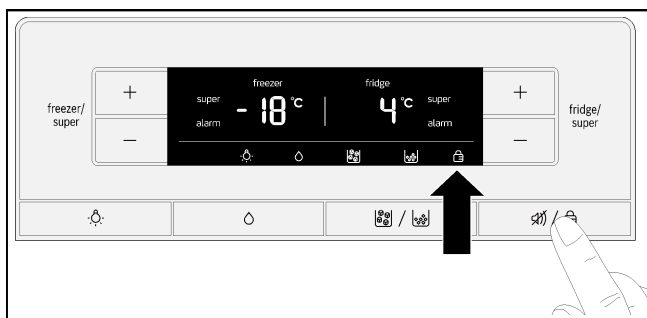 freezer/
super
+
−
freezer
super
alarm
- 18 °C
fridge
4 °C
super
alarm
+
−
fridge/
super
/
/